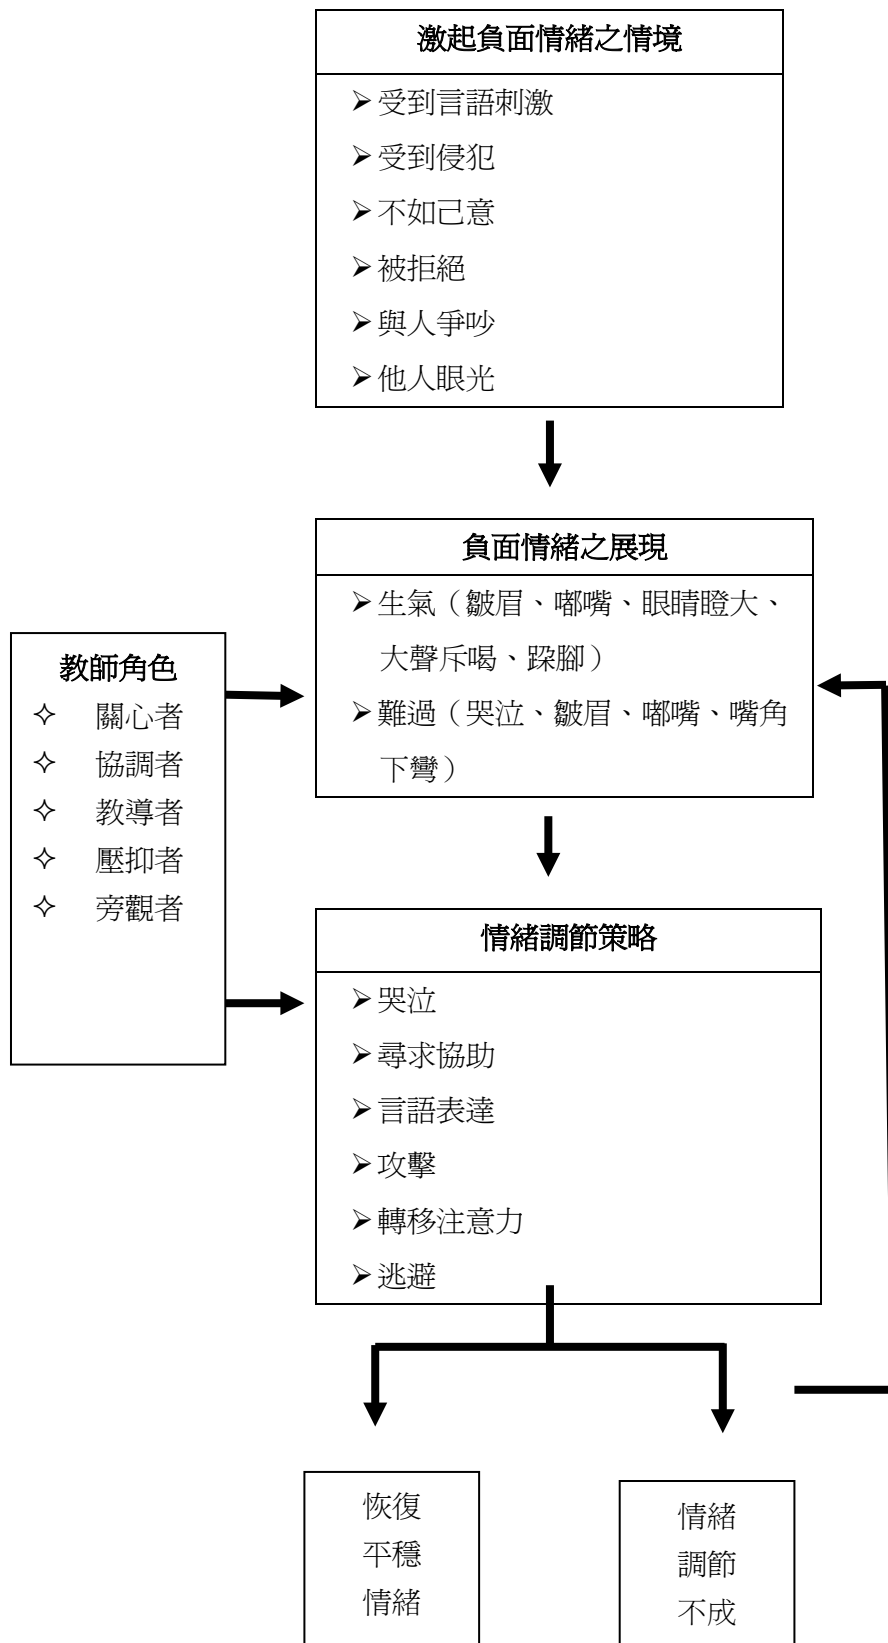 激起負面情緒之情境
➢受到言語刺激
➢受到侵犯
➢不如己意
➢被拒絕
➢與人爭吵
➢他人眼光
負面情緒之展現
➢生氣（皺眉、嘟嘴、眼睛瞪大、
大聲斥喝、跺腳）
➢難過（哭泣、皺眉、嘟嘴、嘴角
下彎）
教師角色
✧ 關心者
✧ 協調者
✧ 教導者
✧ 壓抑者
✧ 旁觀者
情緒調節策略
➢哭泣
➢尋求協助
➢言語表達
➢攻擊
➢轉移注意力
➢逃避
恢復
平穩
情緒
情緒
調節
不成